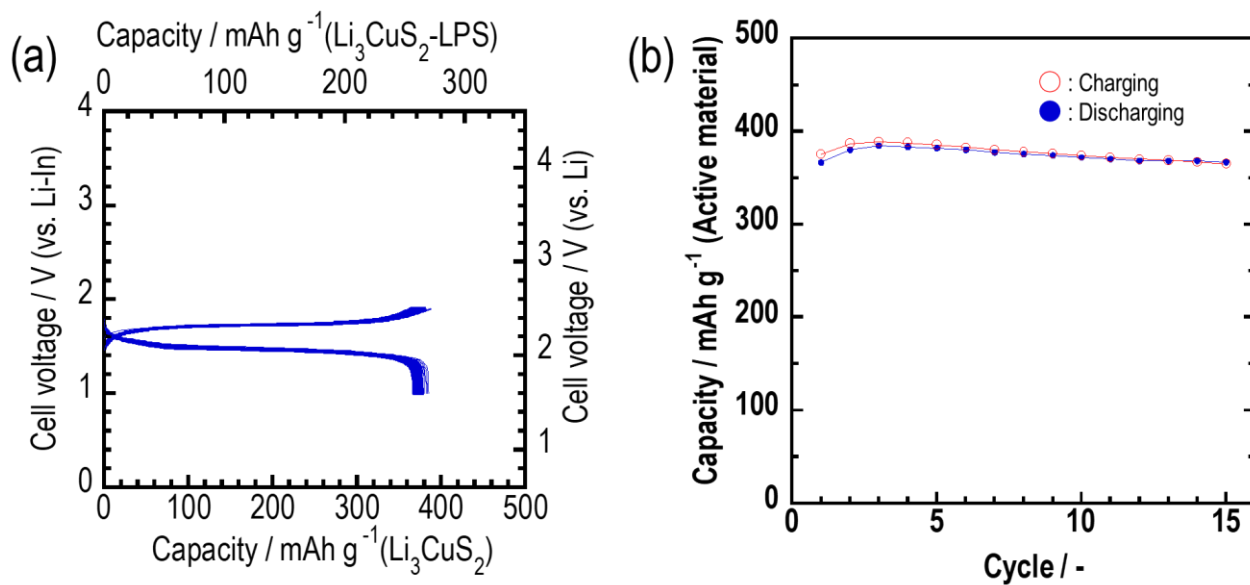 (a)
Capacity / mAh g⁻¹(Li₃CuS₂-LPS)
0 100 200 300
Cell voltage / V (vs. Li-In)
4
3
2
1
0
Cell voltage / V (vs. Li)
4
3
2
1
0 100 200 300 400 500
Capacity / mAh g⁻¹(Li₃CuS₂)
(b)
Capacity / mAh g⁻¹ (Active material)
500
400
300
200
100
0
: Charging
: Discharging
0 5 10 15
Cycle / -